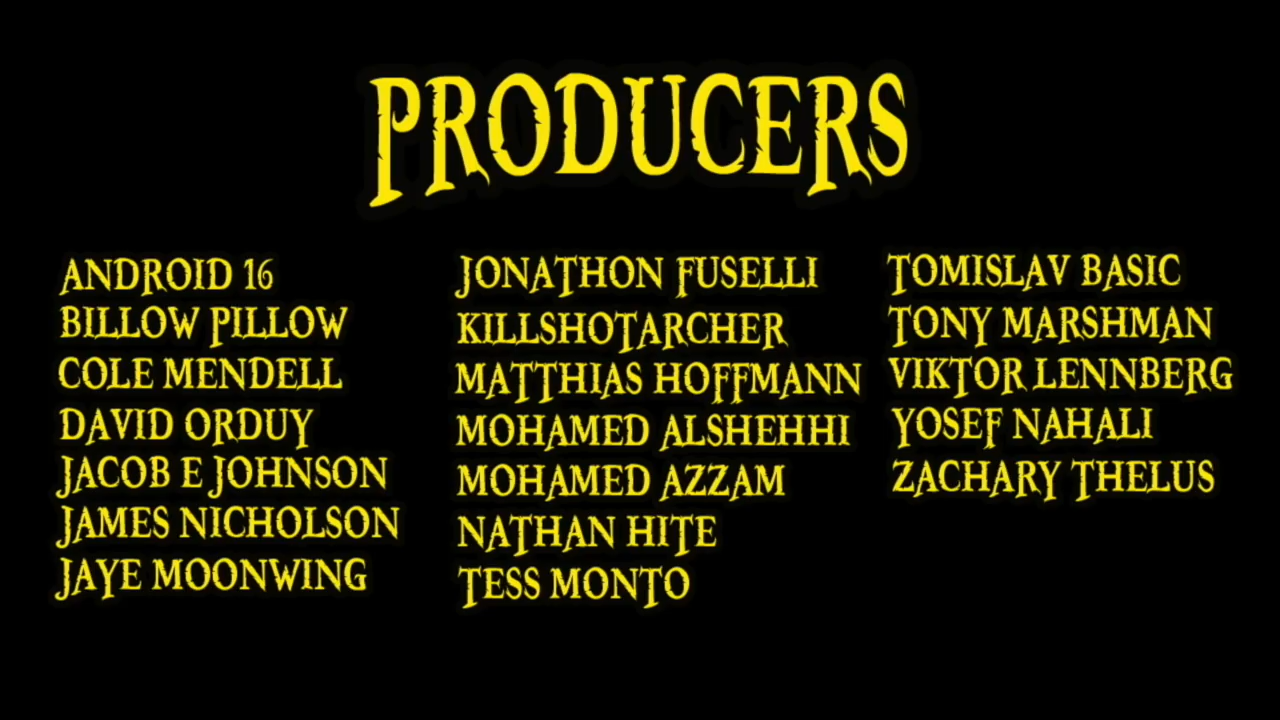 PRODUCERS
ANDROID 16
BILLOW PILLOW
COLE MENDELL
DAVID ORDUY
JACOB E JOHNSON
JAMES NICHOLSON
JAYE MOONWING
JONATHON FUSELLI
KILLSHOTARCHER
MATTHIAS HOFFMANN
MOHAMED ALSHEHHI
MOHAMED AZZAM
NATHAN HITE
TESS MONTO
TOMISLAV BASIC
TONY MARSHMAN
VIKTOR LENNBERG
YOSEF NAHALI
ZACHARY THELUS